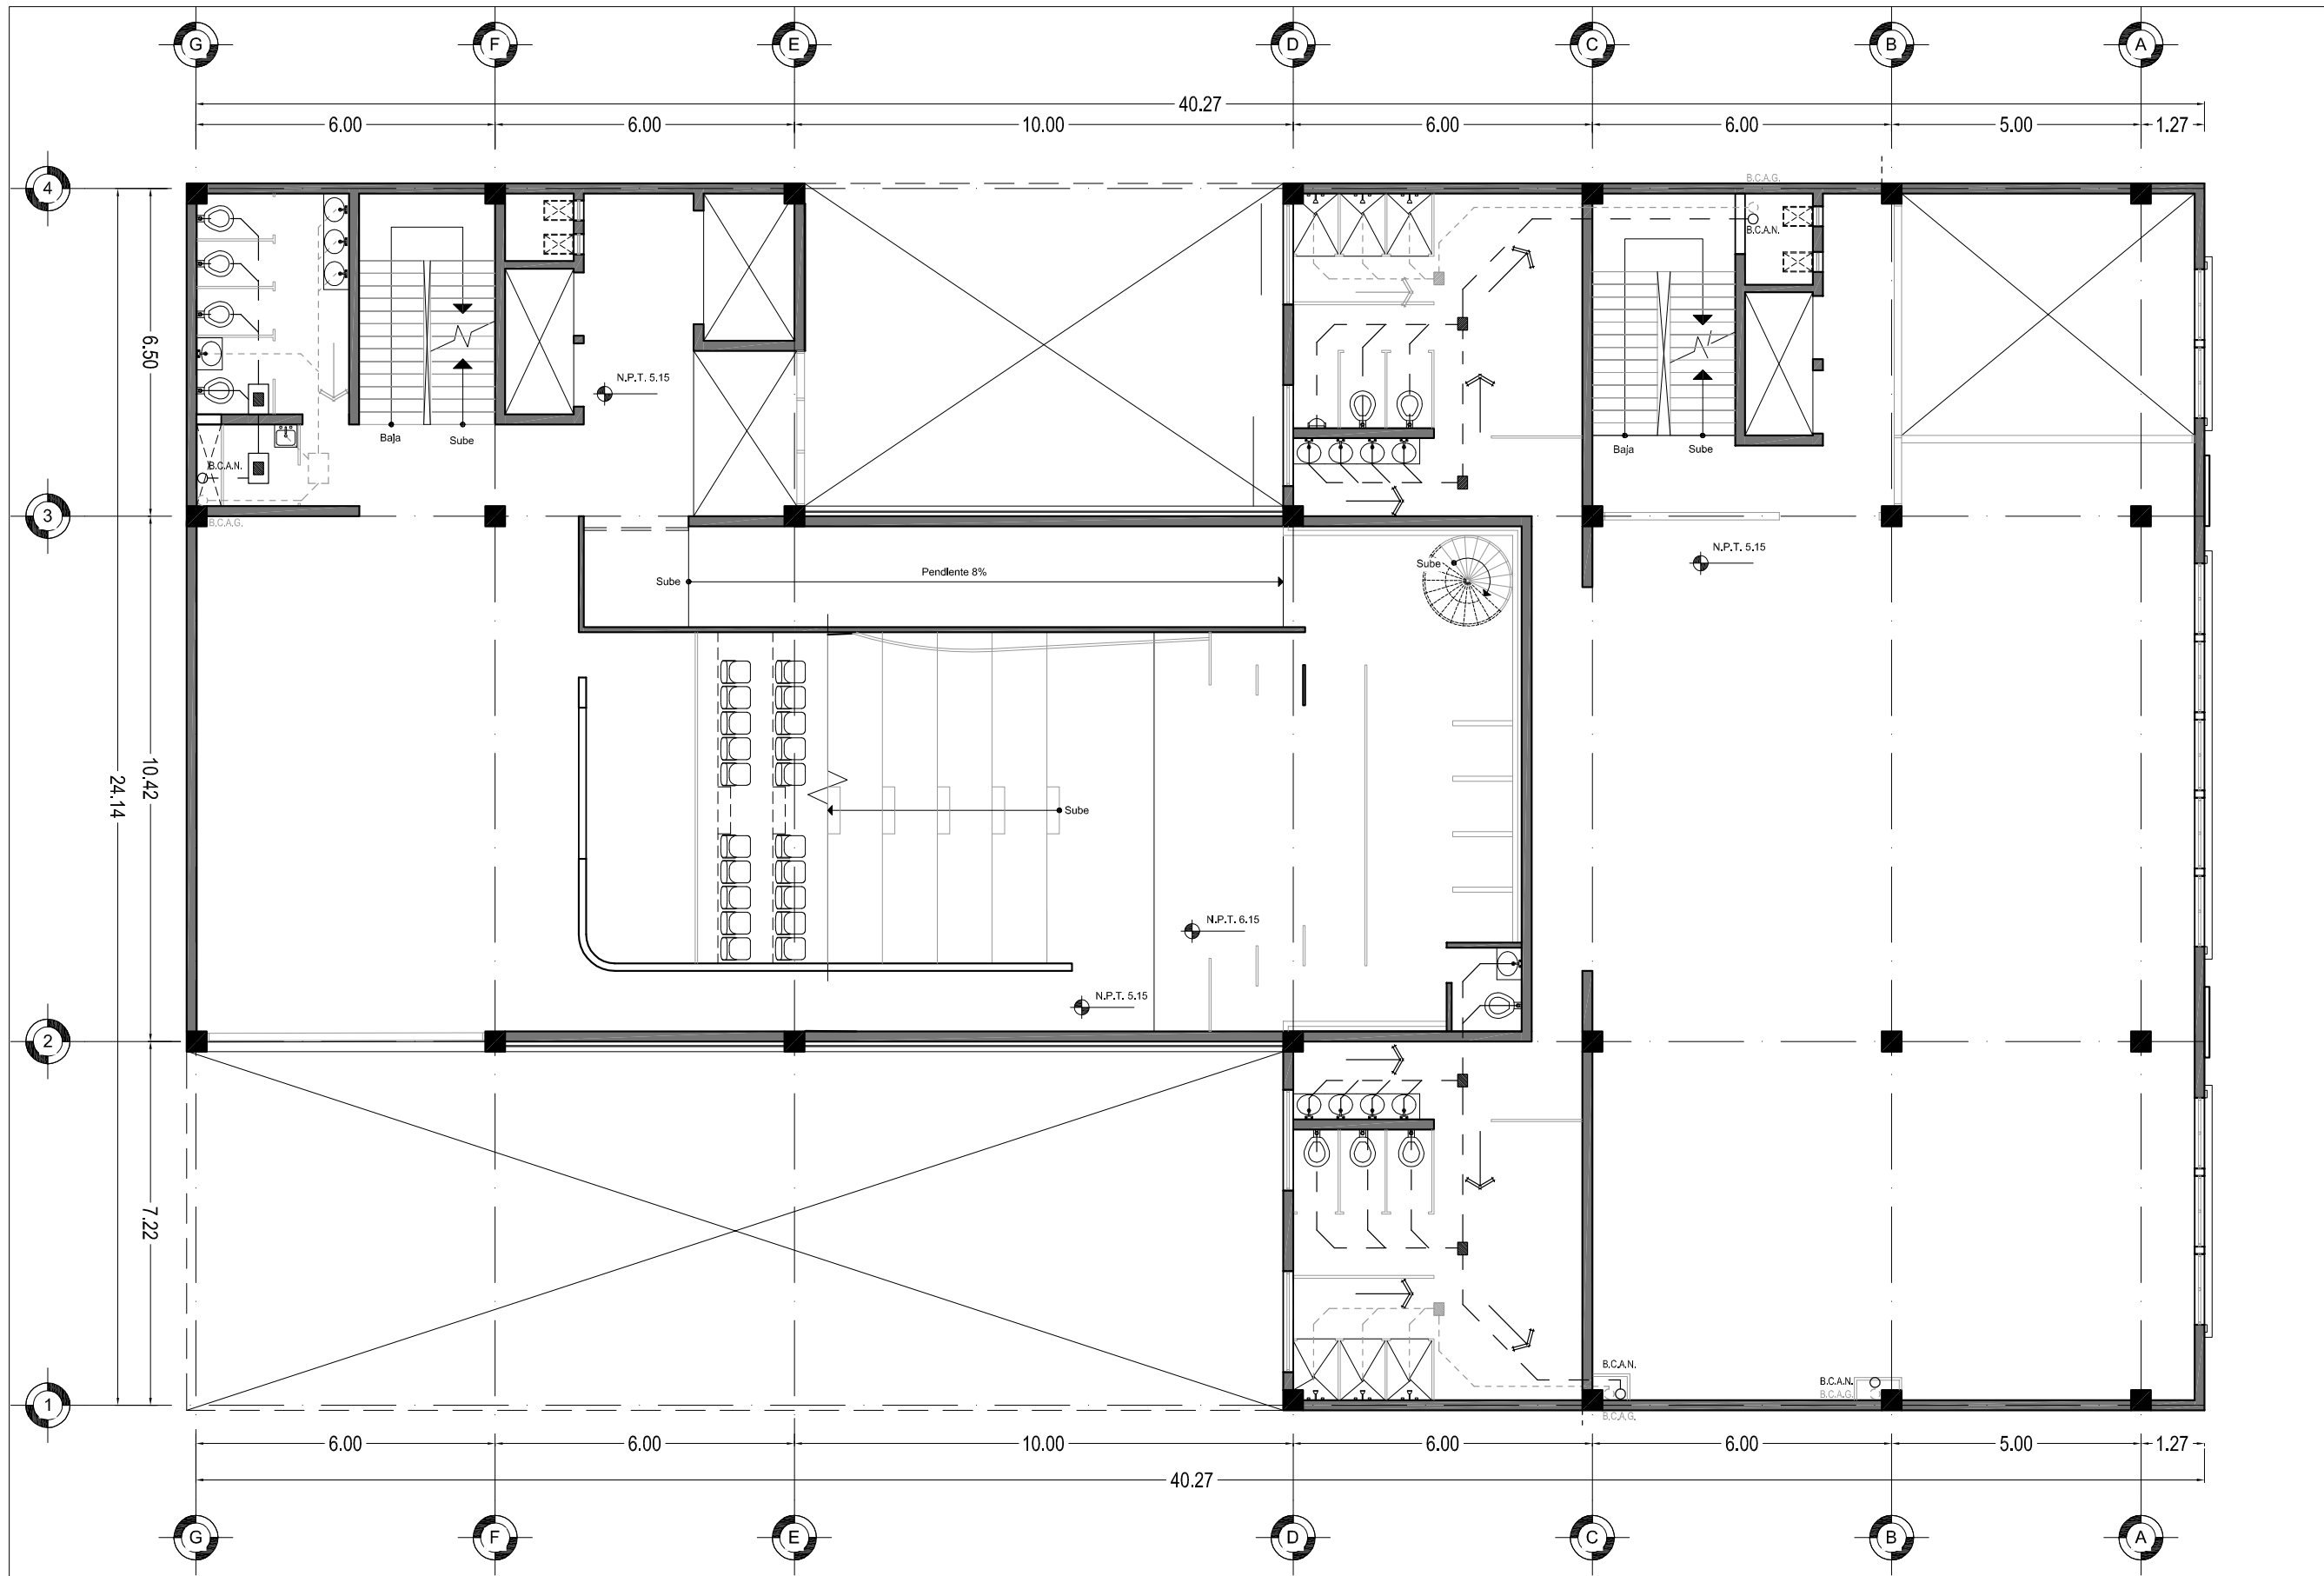 G F E D C B A
40.27
6.00 6.00 10.00 6.00 6.00 5.00 1.27
4
B.C.A.G.
B.C.A.N.
6.50
N.P.T. 5.15
Baja Sube
Baja Sube
B.C.A.N.
3
B.C.A.G.
N.P.T. 5.15
Sube
Pendiente 8%
Sube
10.42
24.14
Sube
N.P.T. 6.15
N.P.T. 5.15
2
7.22
B.C.A.N.
B.C.A.N.
B.C.A.G.
1
B.C.A.G.
6.00 6.00 10.00 6.00 6.00 5.00 1.27
40.27
G F E D C B A